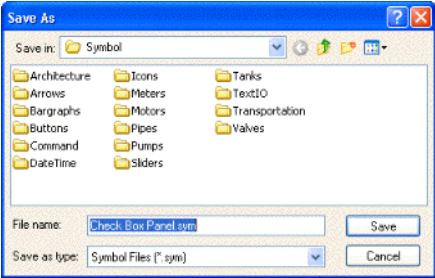 Save As
Save in: Symbol
Architecture Icons Tanks
Arrows Meters TextIO
Bargraphs Motors Transportation
Buttons Pipes Valves
Command Pumps
DateTime Sliders
File name: Check Box Panel.sym Save
Save as type: Symbol Files (*.sym) Cancel